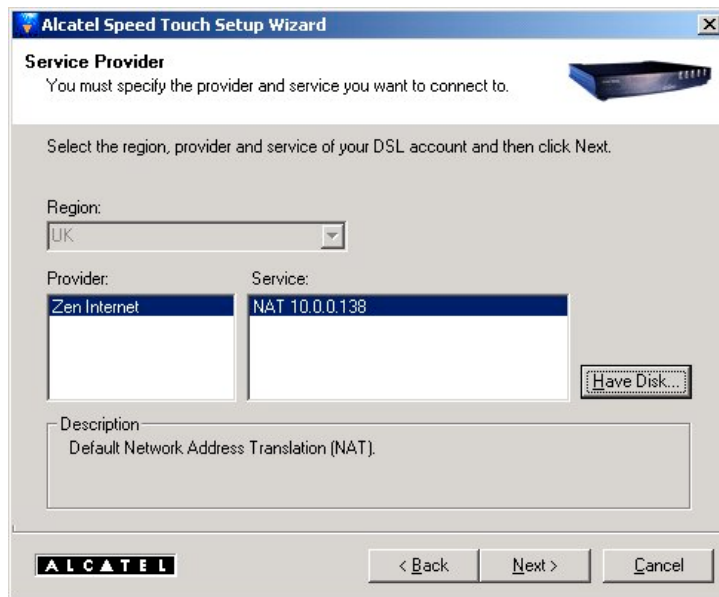 Alcatel Speed Touch Setup Wizard
Service Provider
You must specify the provider and service you want to connect to.
Select the region, provider and service of your DSL account and then click Next.
Region:
UK
Provider:
Service:
Zen Internet
NAT 10.0.0.138
Have Disk...
Description
Default Network Address Translation (NAT).
ALCATEL
< Back
Next >
Cancel